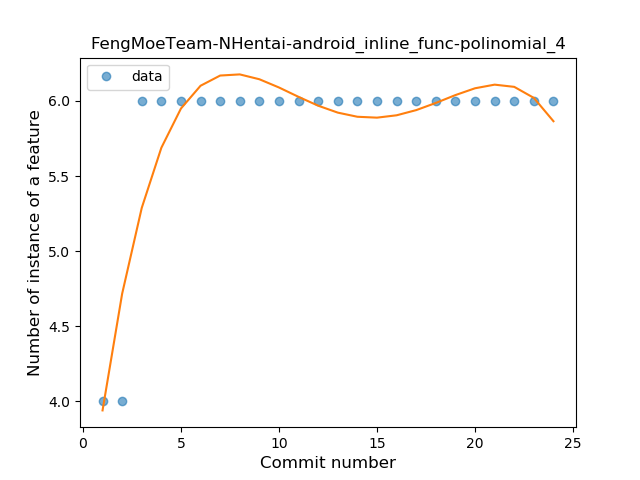 FengMoeTeam-NHentai-android_inline_func-polinomial_4
data
Number of instance of a feature
6.0
5.5
5.0
4.5
4.0
0 5 10 15 20 25
Commit number